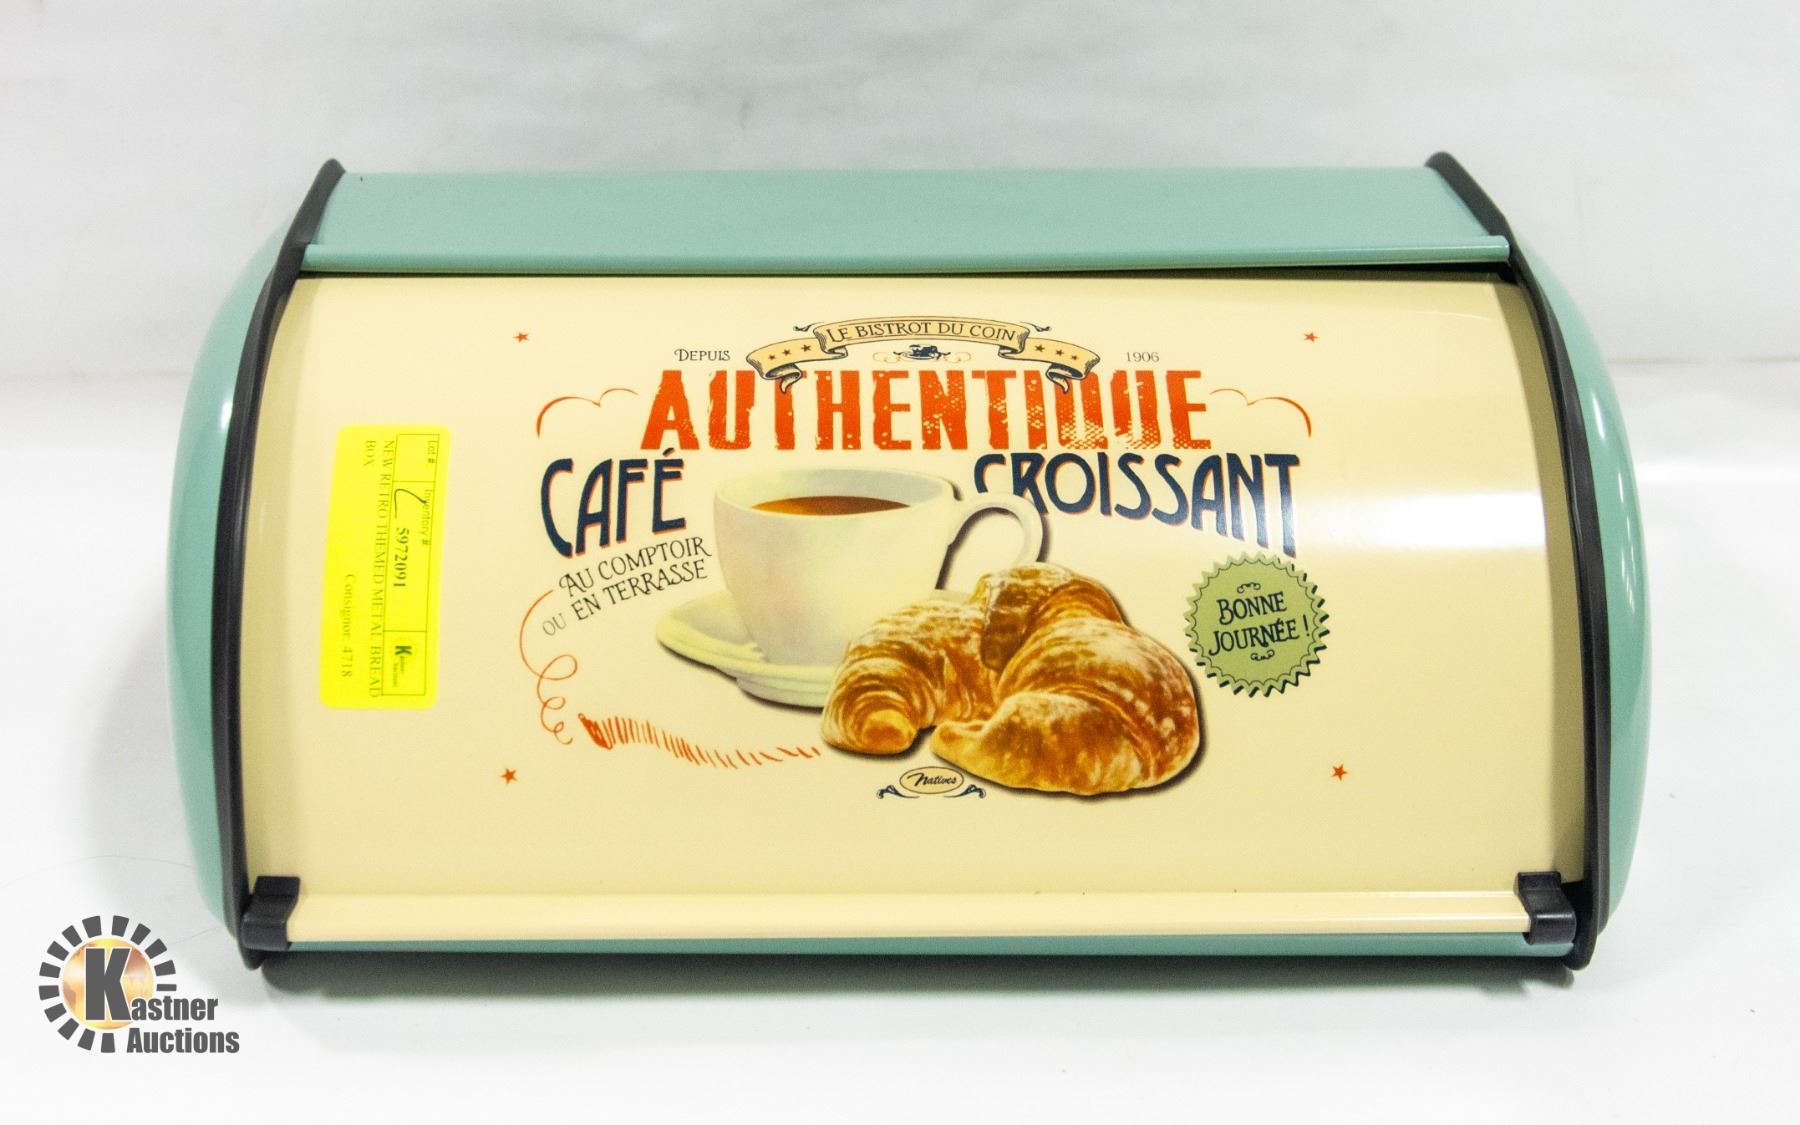 LE BISTROT DU COIN
DEPUIS 1906
AUTHENTIQUE
CAFÉ CROISSANT
AU COMPTOIR
OU EN TERRASSE
BONNE
JOURNÉE !
Natives
Lot # Inventory #
5972091
NEW RETRO THEMED METAL BREAD
BOX
Consignor: 4718
Kastner
Auctions